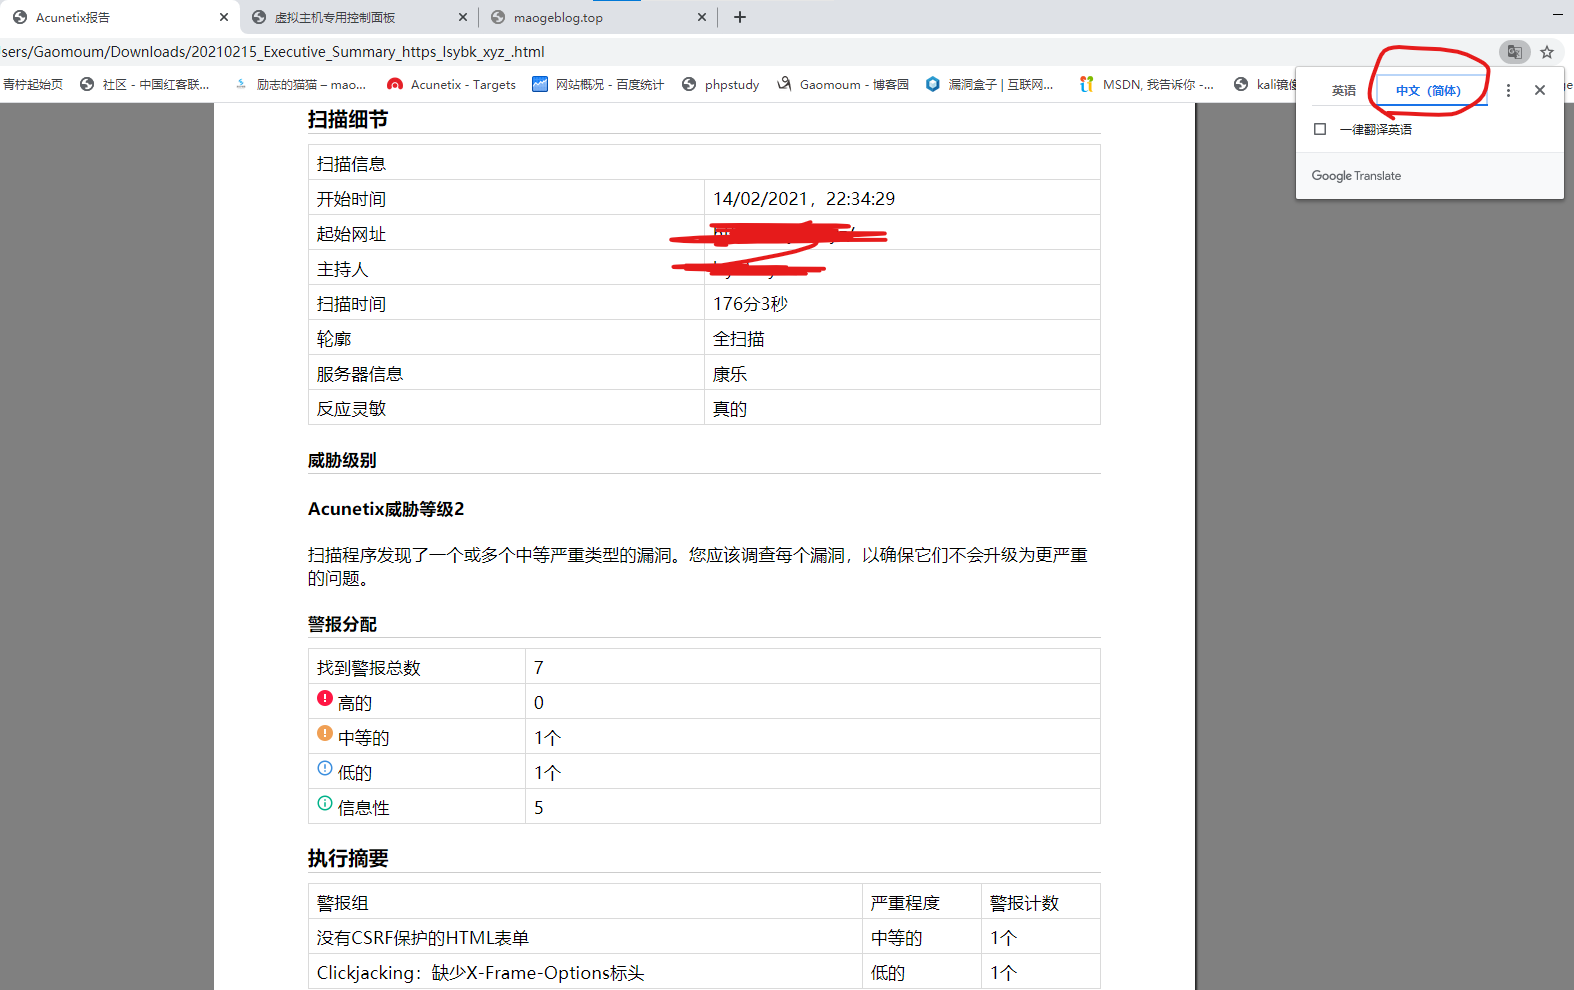 Acunetix报告
虚拟主机专用控制面板
maogeblog.top
sers/Gaomoum/Downloads/20210215_Executive_Summary_https_lsybk_xyz_.html
青柠起始页 社区 - 中国红客联... 励志的猫猫 – mao... Acunetix - Targets 网站概况 - 百度统计 phpstudy Gaomoum - 博客园 漏洞盒子 | 互联网... MSDN, 我告诉你 -... kali镜像
英语 中文（简体）
一律翻译英语
Google Translate
扫描细节
扫描信息
开始时间 14/02/2021，22:34:29
起始网址
主持人
扫描时间 176分3秒
轮廓 全扫描
服务器信息 康乐
反应灵敏 真的
威胁级别
Acunetix威胁等级2
扫描程序发现了一个或多个中等严重类型的漏洞。您应该调查每个漏洞，以确保它们不会升级为更严重
的问题。
警报分配
找到警报总数 7
高的 0
中等的 1个
低的 1个
信息性 5
执行摘要
警报组 严重程度 警报计数
没有CSRF保护的HTML表单 中等的 1个
Clickjacking：缺少X-Frame-Options标头 低的 1个